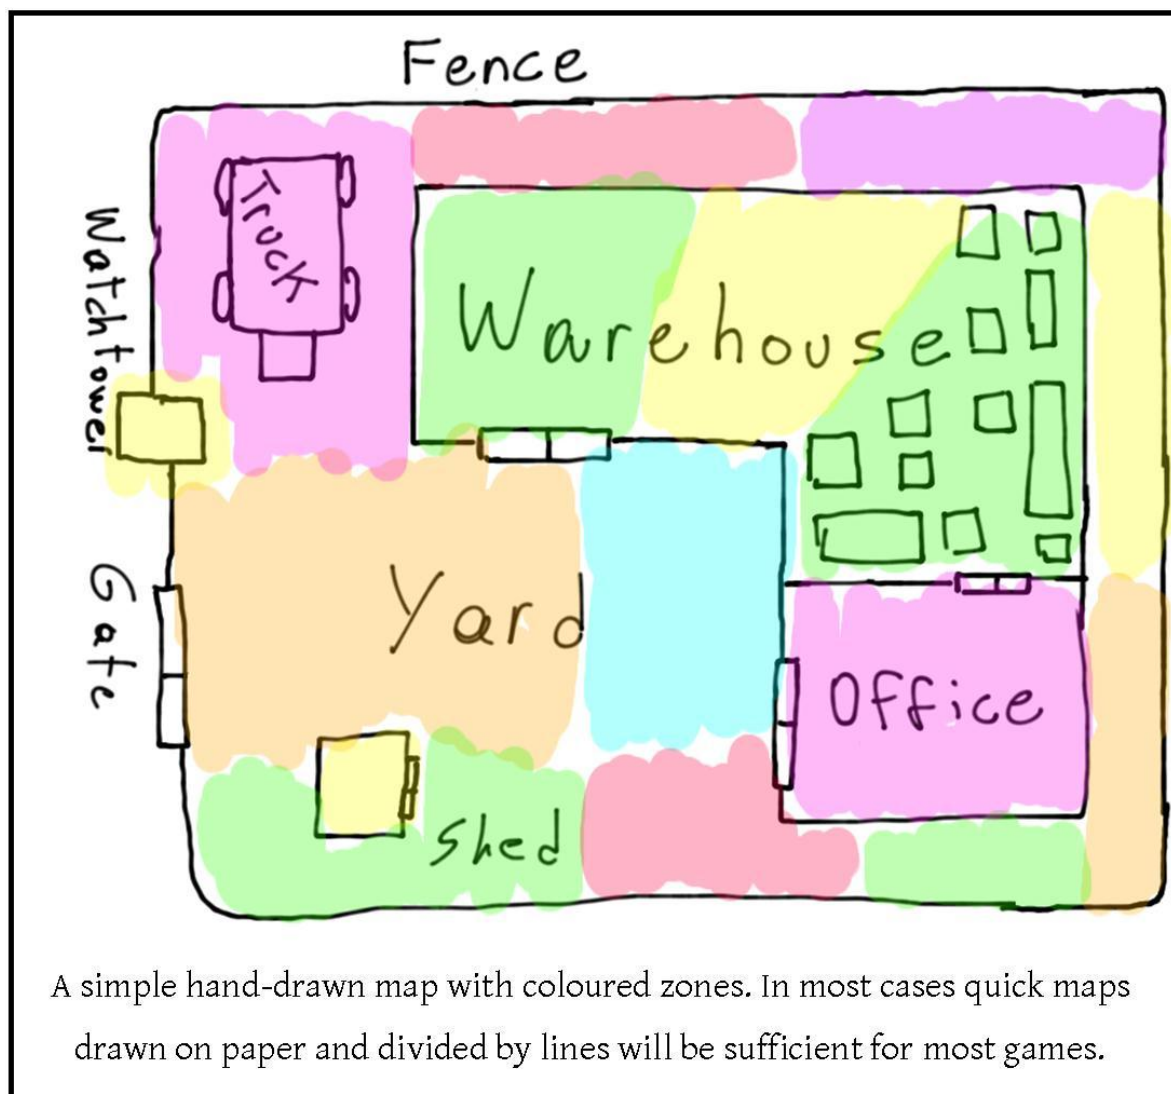 Fence
Truck
Watchtower
Warehouse
Gate
Yard
Office
Shed
A simple hand-drawn map with coloured zones. In most cases quick maps
drawn on paper and divided by lines will be sufficient for most games.